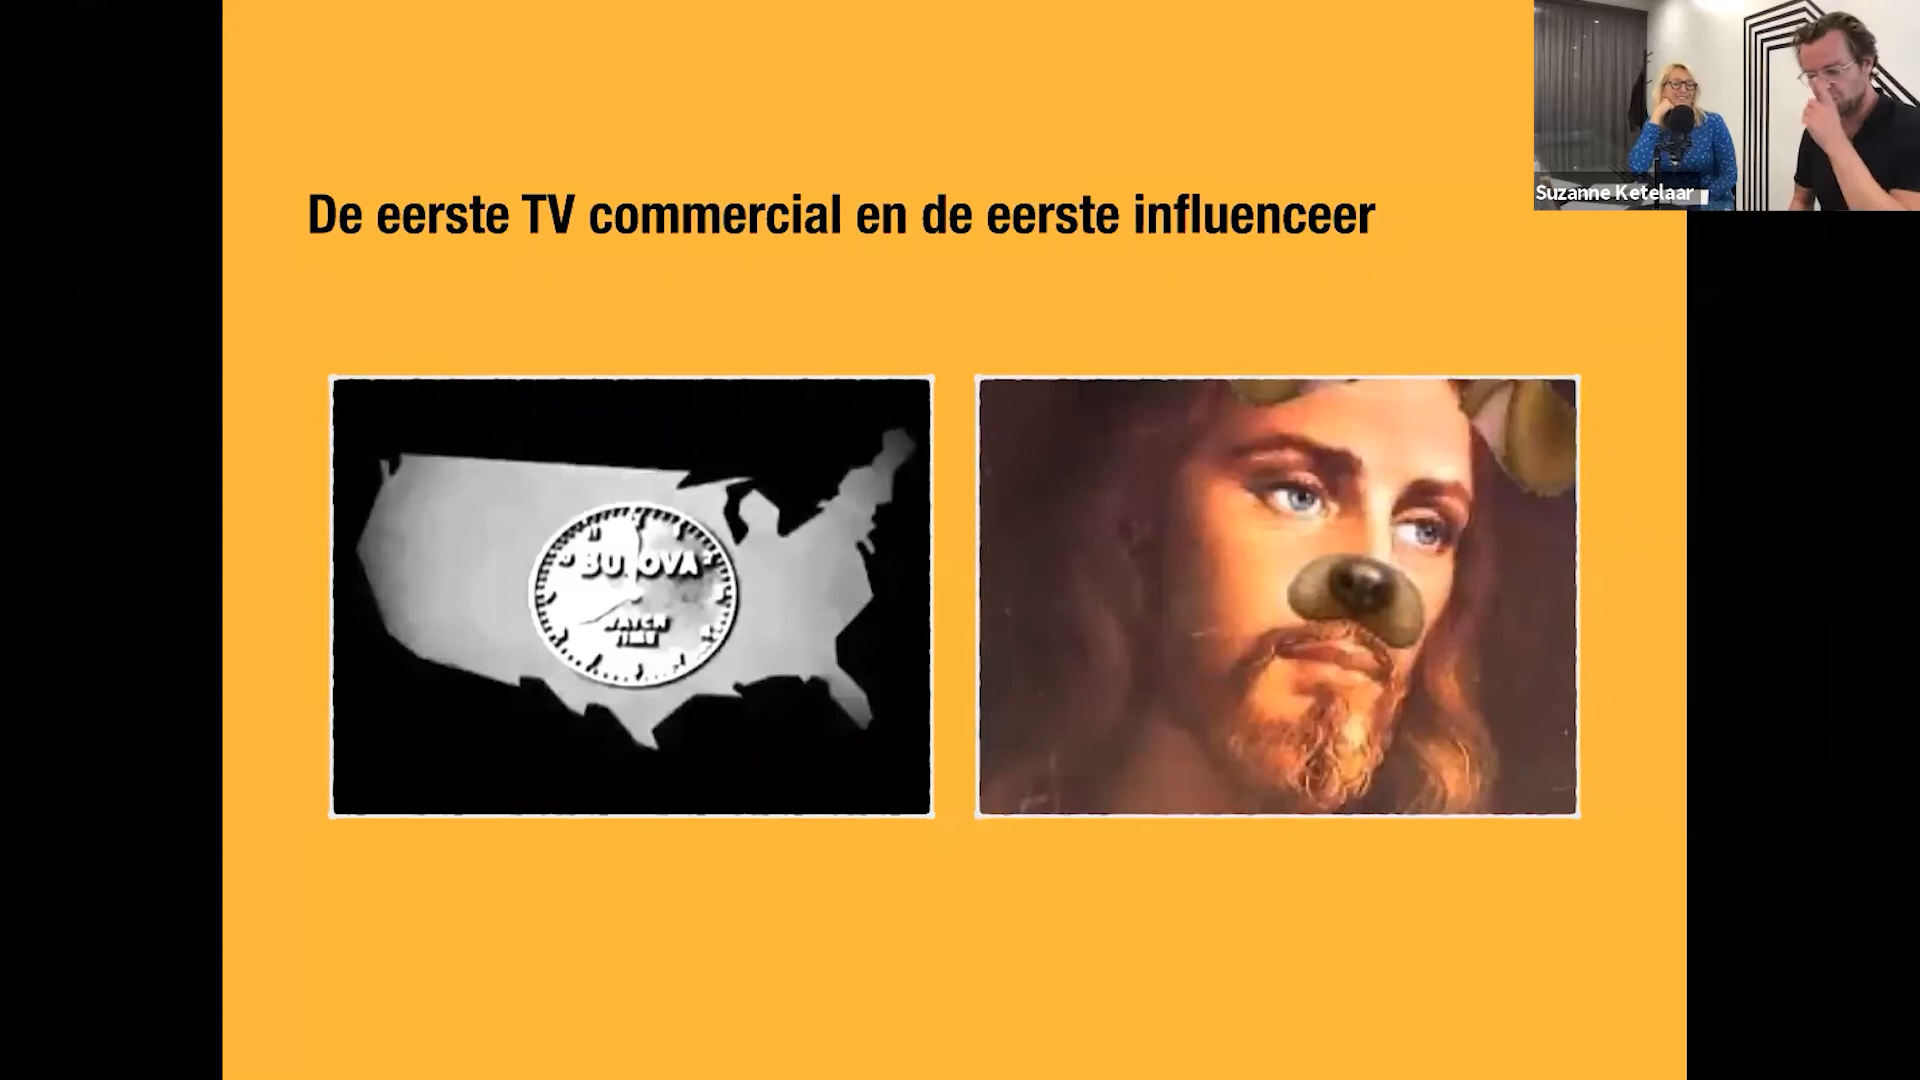 Suzanne Ketelaar
De eerste TV commercial en de eerste influenceer
BULOVA
WATCH
TIME